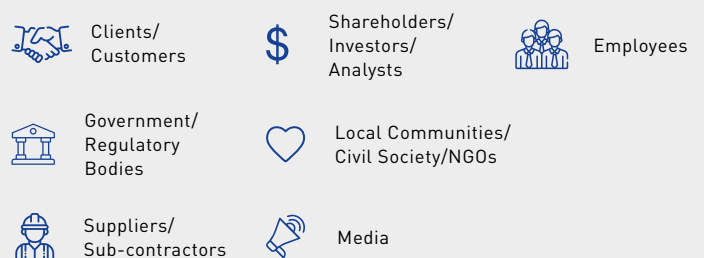 Clients/
Customers
$
Shareholders/
Investors/
Analysts
Employees
Government/
Regulatory
Bodies
Local Communities/
Civil Society/NGOs
Suppliers/
Sub-contractors
Media